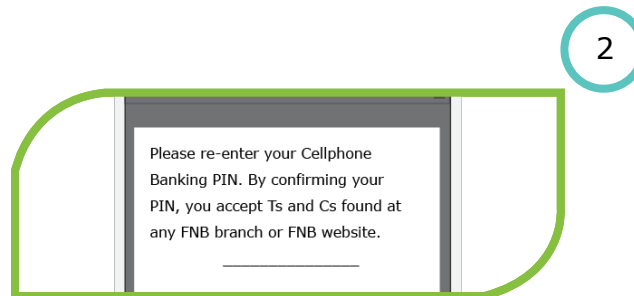 2
Please re-enter your Cellphone
Banking PIN. By confirming your
PIN, you accept Ts and Cs found at
any FNB branch or FNB website.
_______________